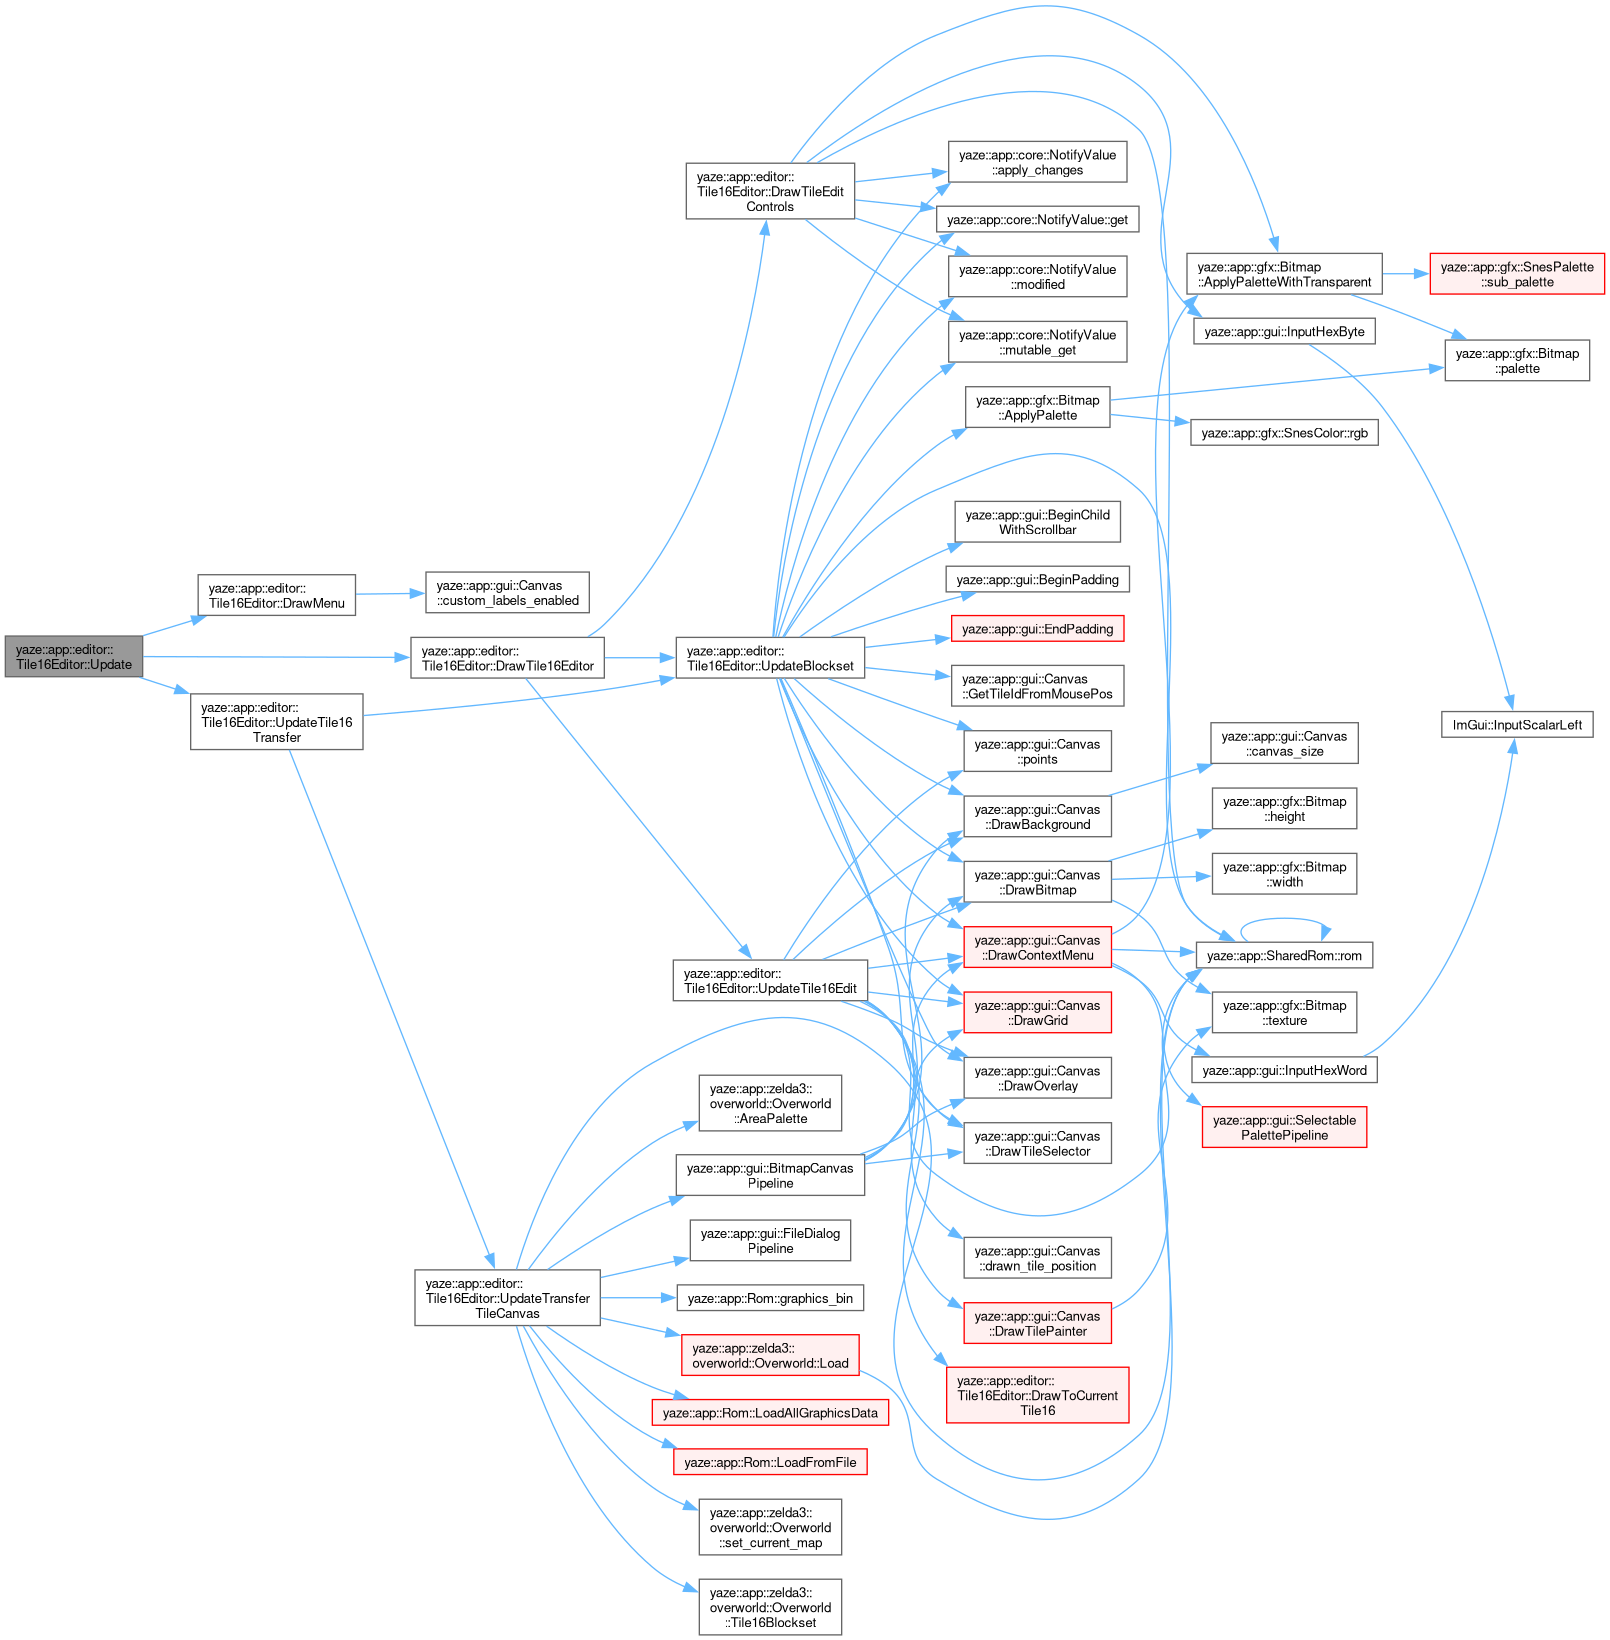 yaze::app::editor::
Tile16Editor::Update
yaze::app::editor::
Tile16Editor::DrawMenu
yaze::app::gui::Canvas
::custom_labels_enabled
yaze::app::editor::
Tile16Editor::DrawTile16Editor
yaze::app::editor::
Tile16Editor::UpdateTile16
Transfer
yaze::app::editor::
Tile16Editor::DrawTileEdit
Controls
yaze::app::editor::
Tile16Editor::UpdateBlockset
yaze::app::editor::
Tile16Editor::UpdateTile16Edit
yaze::app::editor::
Tile16Editor::UpdateTransfer
TileCanvas
yaze::app::zelda3::
overworld::Overworld
::AreaPalette
yaze::app::gui::BitmapCanvas
Pipeline
yaze::app::gui::FileDialog
Pipeline
yaze::app::Rom::graphics_bin
yaze::app::zelda3::
overworld::Overworld::Load
yaze::app::Rom::LoadAllGraphicsData
yaze::app::Rom::LoadFromFile
yaze::app::zelda3::
overworld::Overworld
::set_current_map
yaze::app::zelda3::
overworld::Overworld
::Tile16Blockset
yaze::app::core::NotifyValue
::apply_changes
yaze::app::core::NotifyValue::get
yaze::app::core::NotifyValue
::modified
yaze::app::core::NotifyValue
::mutable_get
yaze::app::gfx::Bitmap
::ApplyPalette
yaze::app::gui::BeginChild
WithScrollbar
yaze::app::gui::BeginPadding
yaze::app::gui::EndPadding
yaze::app::gui::Canvas
::GetTileIdFromMousePos
yaze::app::gui::Canvas
::points
yaze::app::gui::Canvas
::DrawBackground
yaze::app::gui::Canvas
::DrawBitmap
yaze::app::gui::Canvas
::DrawContextMenu
yaze::app::gui::Canvas
::DrawGrid
yaze::app::gui::Canvas
::DrawOverlay
yaze::app::gui::Canvas
::DrawTileSelector
yaze::app::gui::Canvas
::drawn_tile_position
yaze::app::gui::Canvas
::DrawTilePainter
yaze::app::editor::
Tile16Editor::DrawToCurrent
Tile16
yaze::app::gfx::Bitmap
::ApplyPaletteWithTransparent
yaze::app::gui::InputHexByte
yaze::app::gfx::SnesColor::rgb
yaze::app::gui::Canvas
::canvas_size
yaze::app::gfx::Bitmap
::height
yaze::app::gfx::Bitmap
::width
yaze::app::SharedRom::rom
yaze::app::gfx::Bitmap
::texture
yaze::app::gui::InputHexWord
yaze::app::gui::Selectable
PalettePipeline
yaze::app::gfx::SnesPalette
::sub_palette
yaze::app::gfx::Bitmap
::palette
ImGui::InputScalarLeft